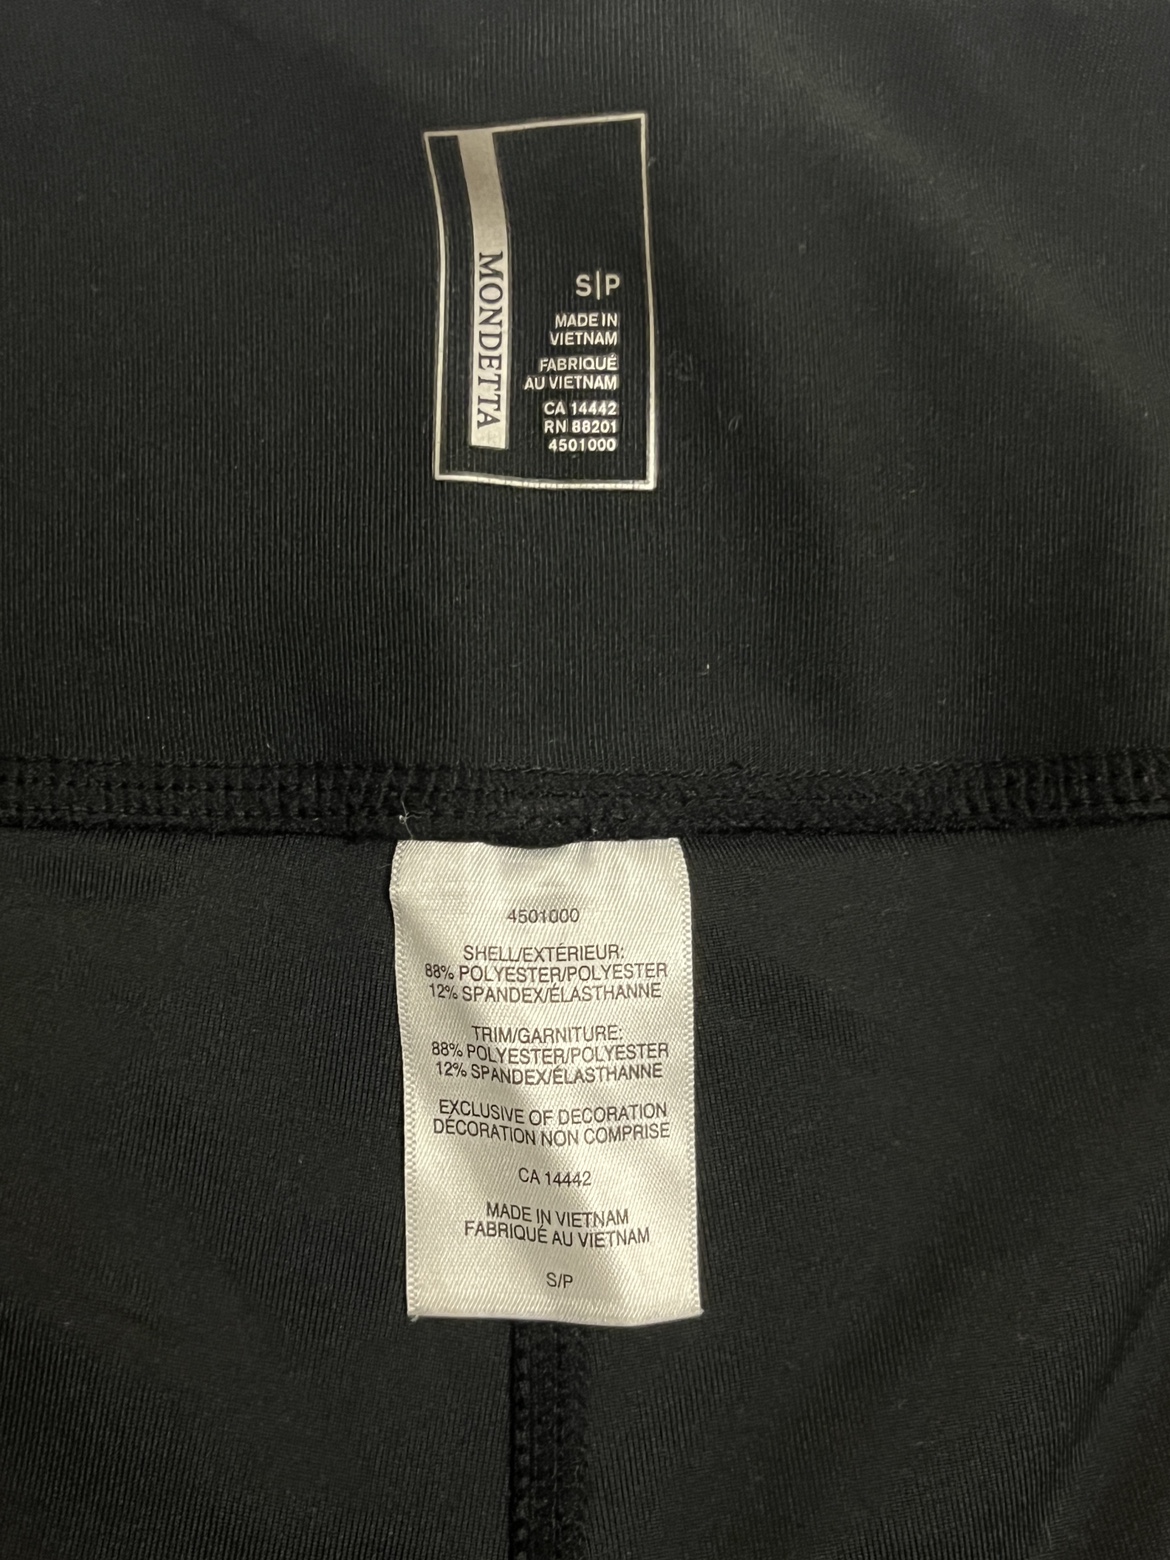 MONDETTA
S|P
MADE IN
VIETNAM
FABRIQUÉ
AU VIETNAM
CA 14442
RN 88201
4501000
4501000
SHELL/EXTÉRIEUR:
88% POLYESTER/POLYESTER
12% SPANDEX/ÉLASTHANNE
TRIM/GARNITURE:
88% POLYESTER/POLYESTER
12% SPANDEX/ÉLASTHANNE
EXCLUSIVE OF DECORATION
DÉCORATION NON COMPRISE
CA 14442
MADE IN VIETNAM
FABRIQUÉ AU VIETNAM
S/P